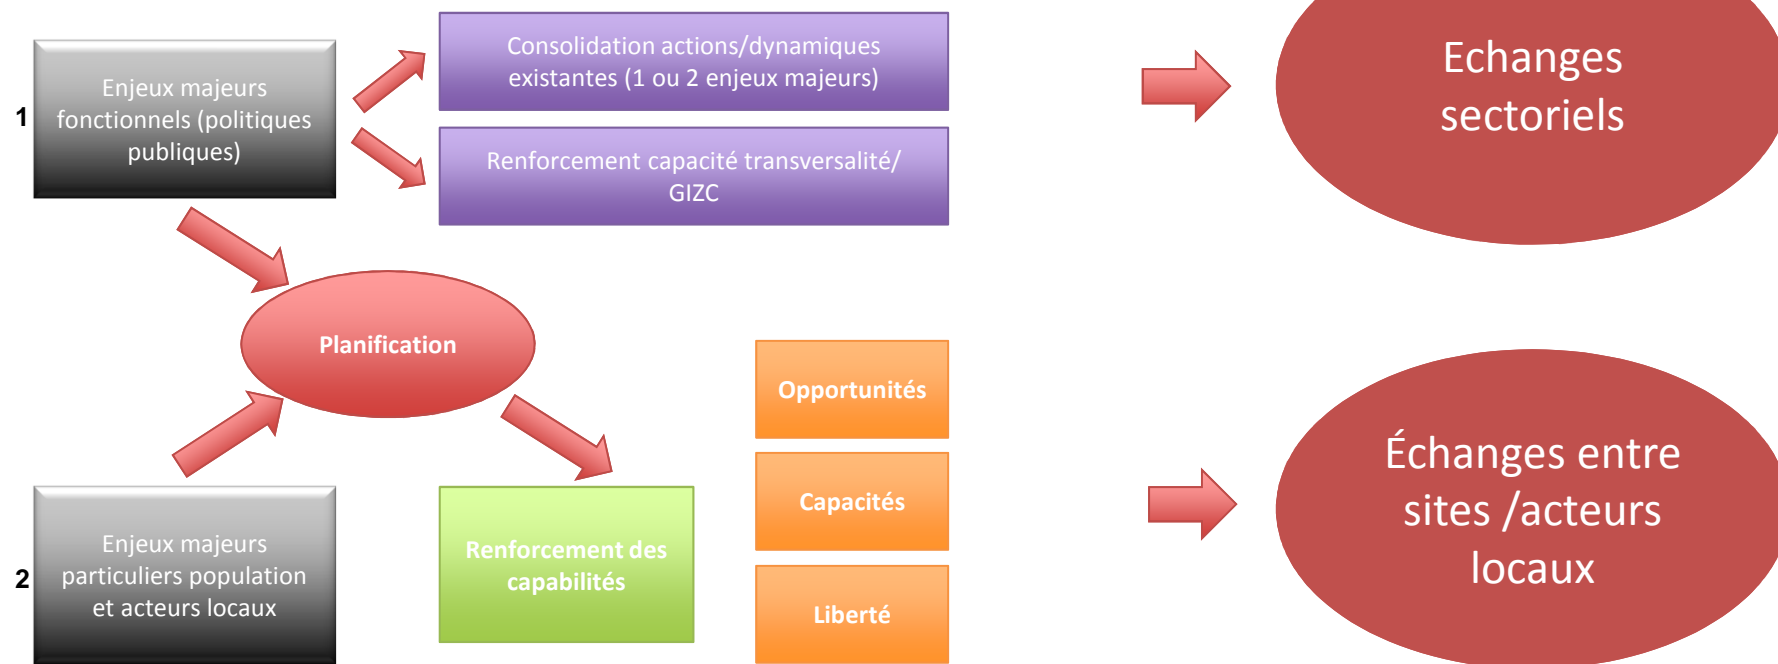 1
Enjeux majeurs
fonctionnels (politiques
publiques)
Consolidation actions/dynamiques
existantes (1 ou 2 enjeux majeurs)
Renforcement capacité transversalité/
GIZC
Echanges
sectoriels
Planification
2
Enjeux majeurs
particuliers population
et acteurs locaux
Renforcement des
capabilités
Opportunités
Capacités
Liberté
Échanges entre
sites /acteurs
locaux